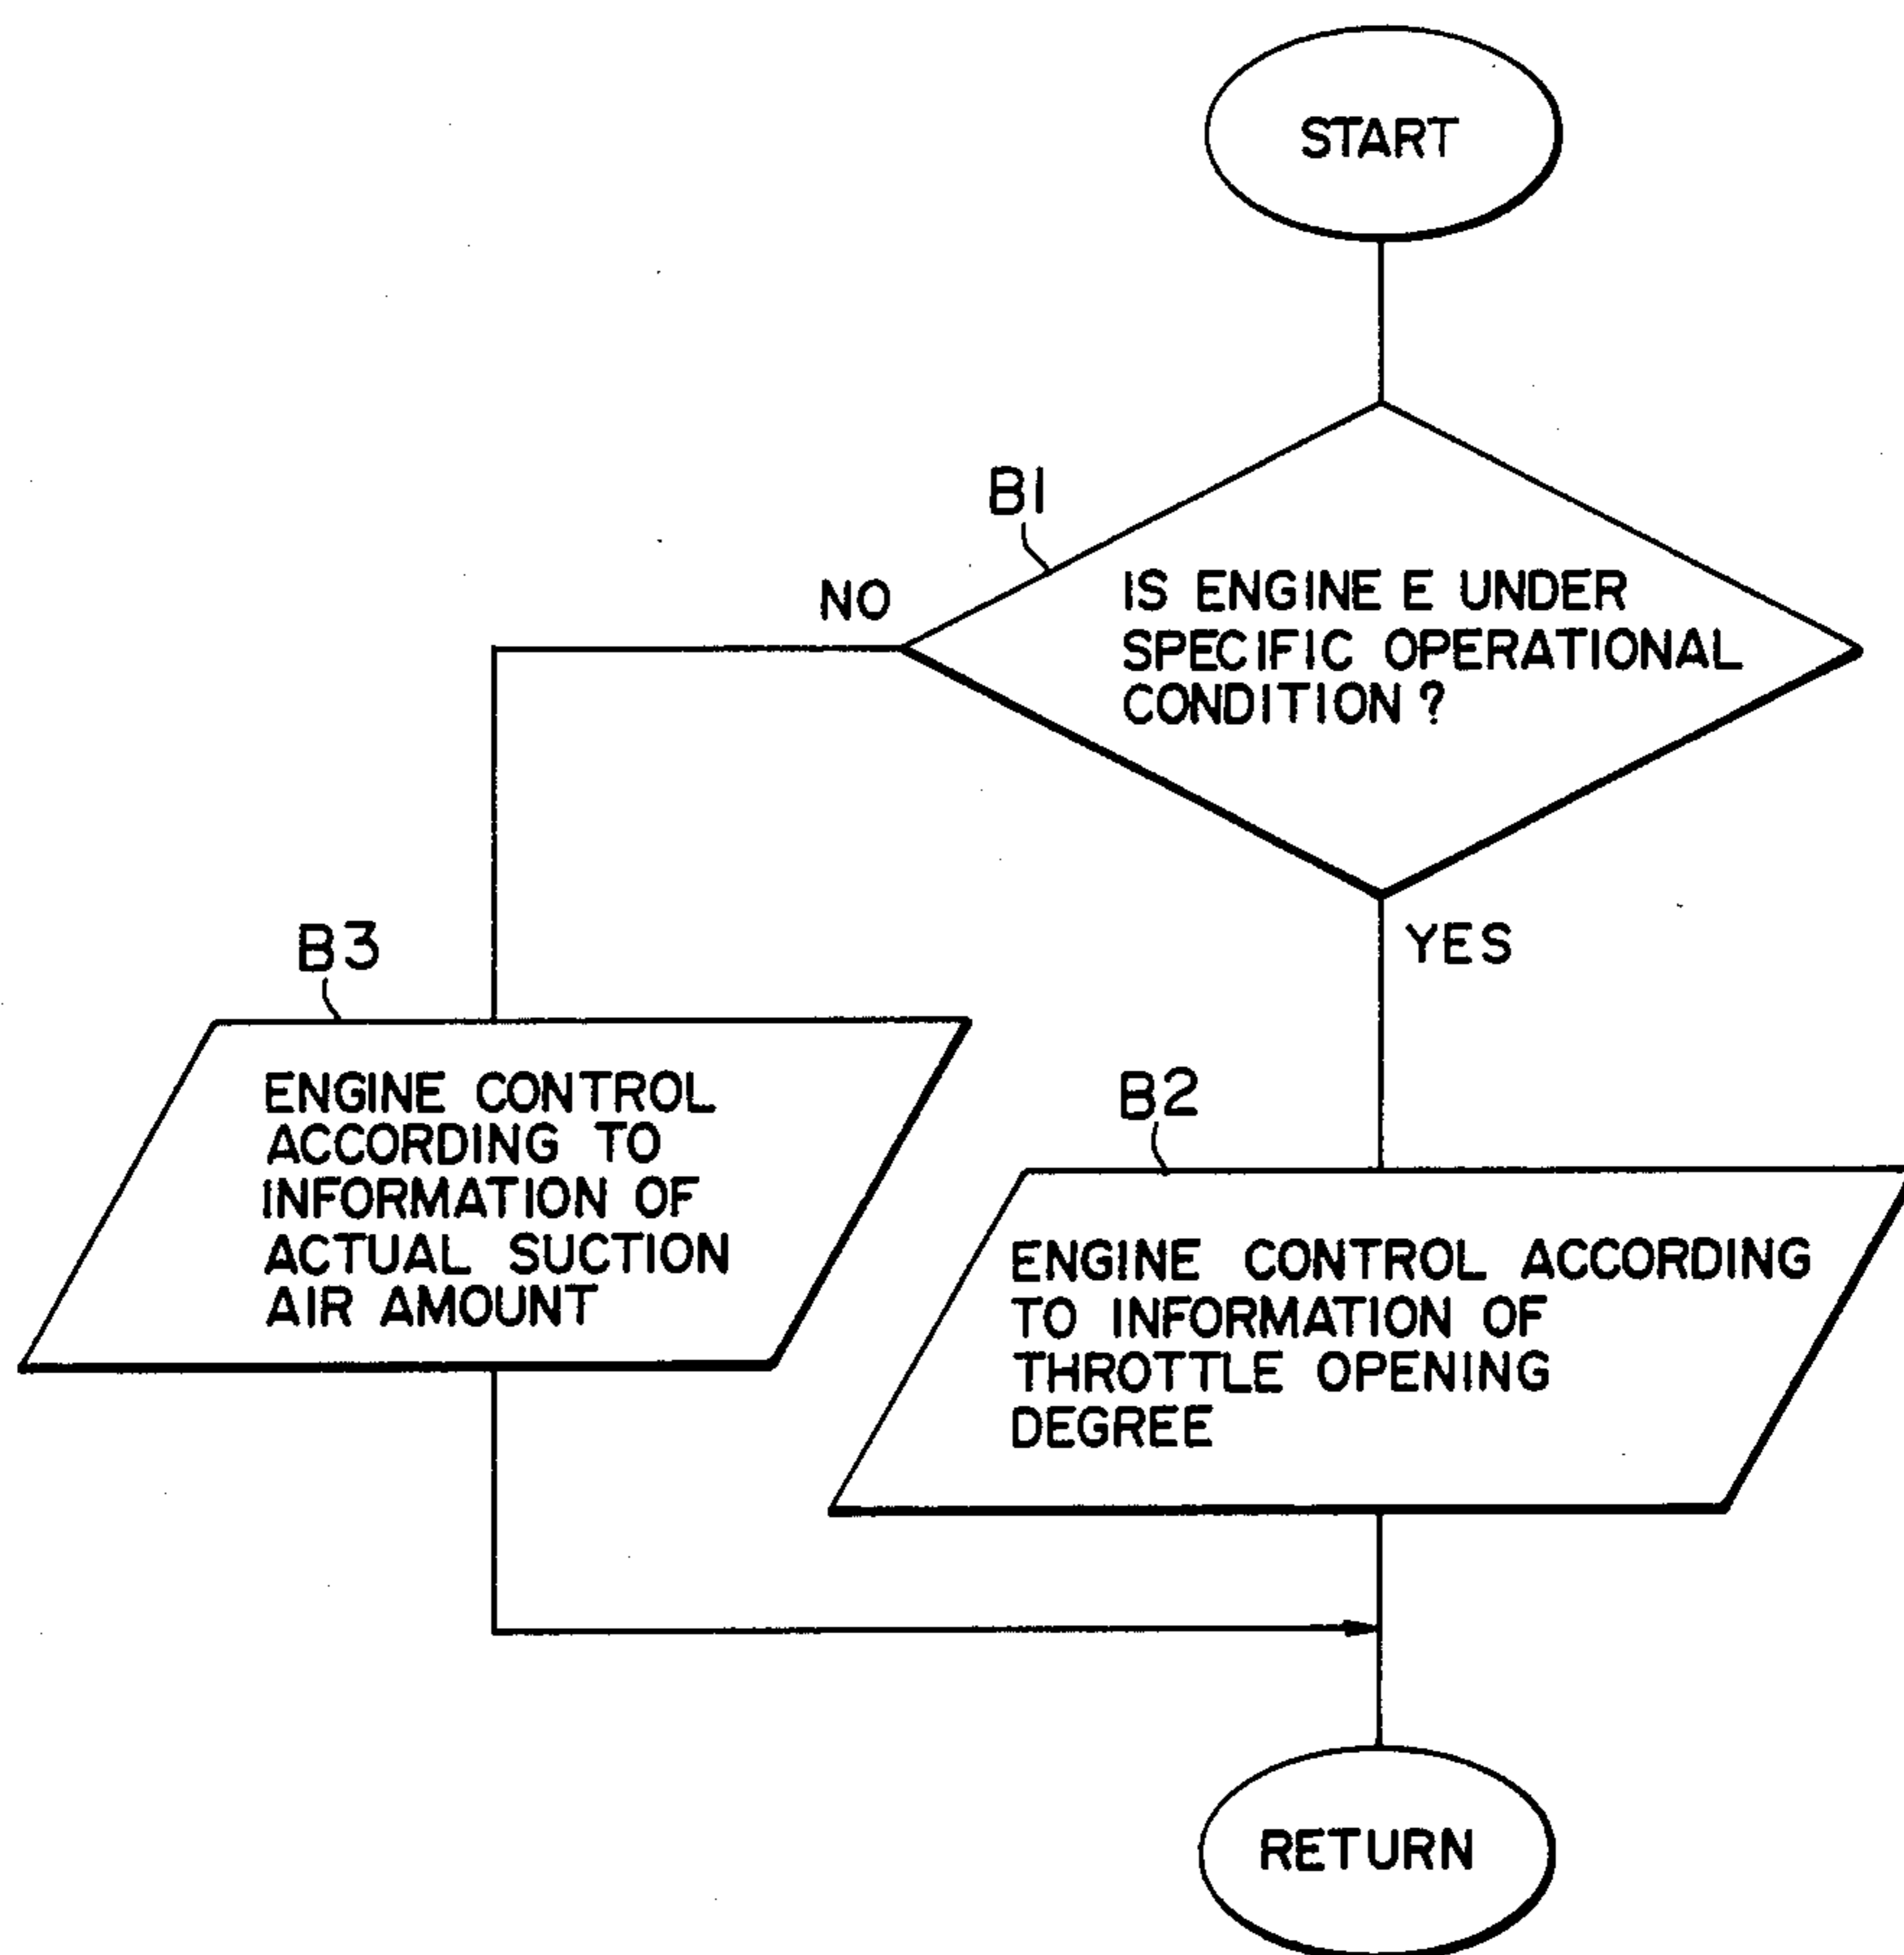 START
B1
IS ENGINE E UNDER
SPECIFIC OPERATIONAL
CONDITION ?
NO
YES
B3
ENGINE CONTROL
ACCORDING TO
INFORMATION OF
ACTUAL SUCTION
AIR AMOUNT
B2
ENGINE CONTROL ACCORDING
TO INFORMATION OF
THROTTLE OPENING
DEGREE
RETURN